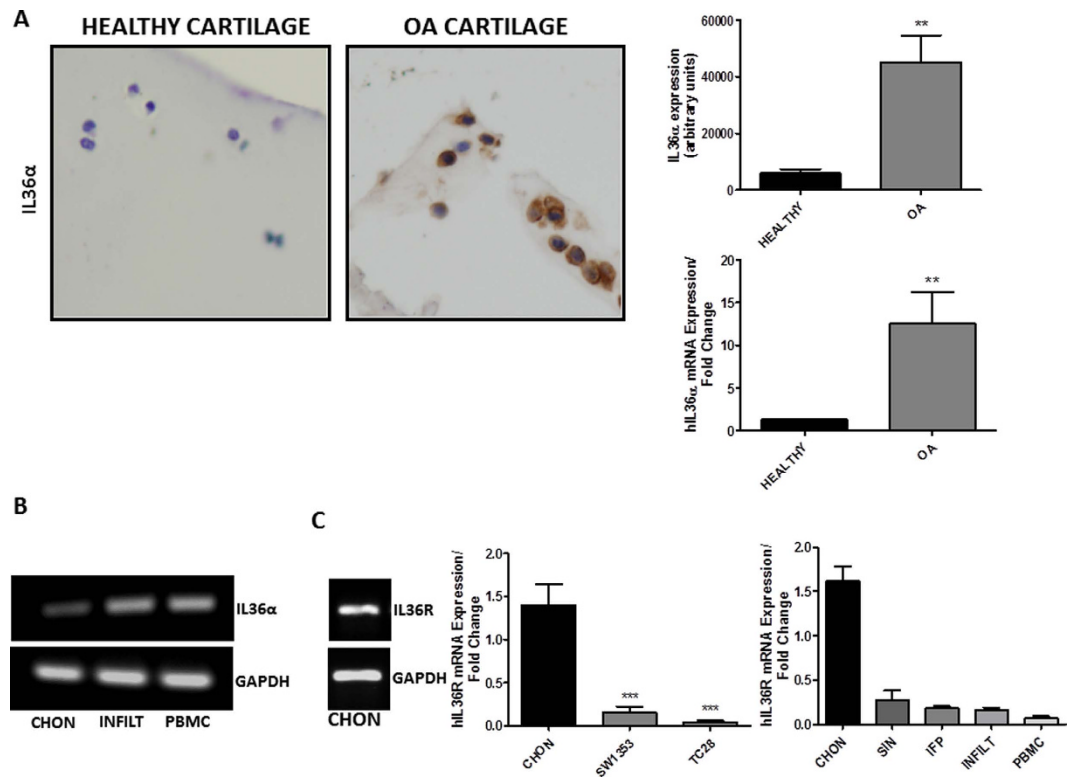 A
HEALTHY CARTILAGE
OA CARTILAGE
IL36α
IL36α expression
(arbitrary units)
60000
40000
20000
0
**
HEALTHY
OA
hIL36α mRNA Expression/
Fold Change
20
15
10
5
0
**
HEALTHY
OA
B
IL36α
GAPDH
CHON INFILT PBMC
C
IL36R
GAPDH
CHON
hIL36R mRNA Expression/
Fold Change
2.0
1.5
1.0
0.5
0.0
***
***
CHON
SW1353
TC28
hIL36R mRNA Expression/
Fold Change
2.0
1.5
1.0
0.5
0.0
CHON
SIN
IFP
INFILT
PBMC